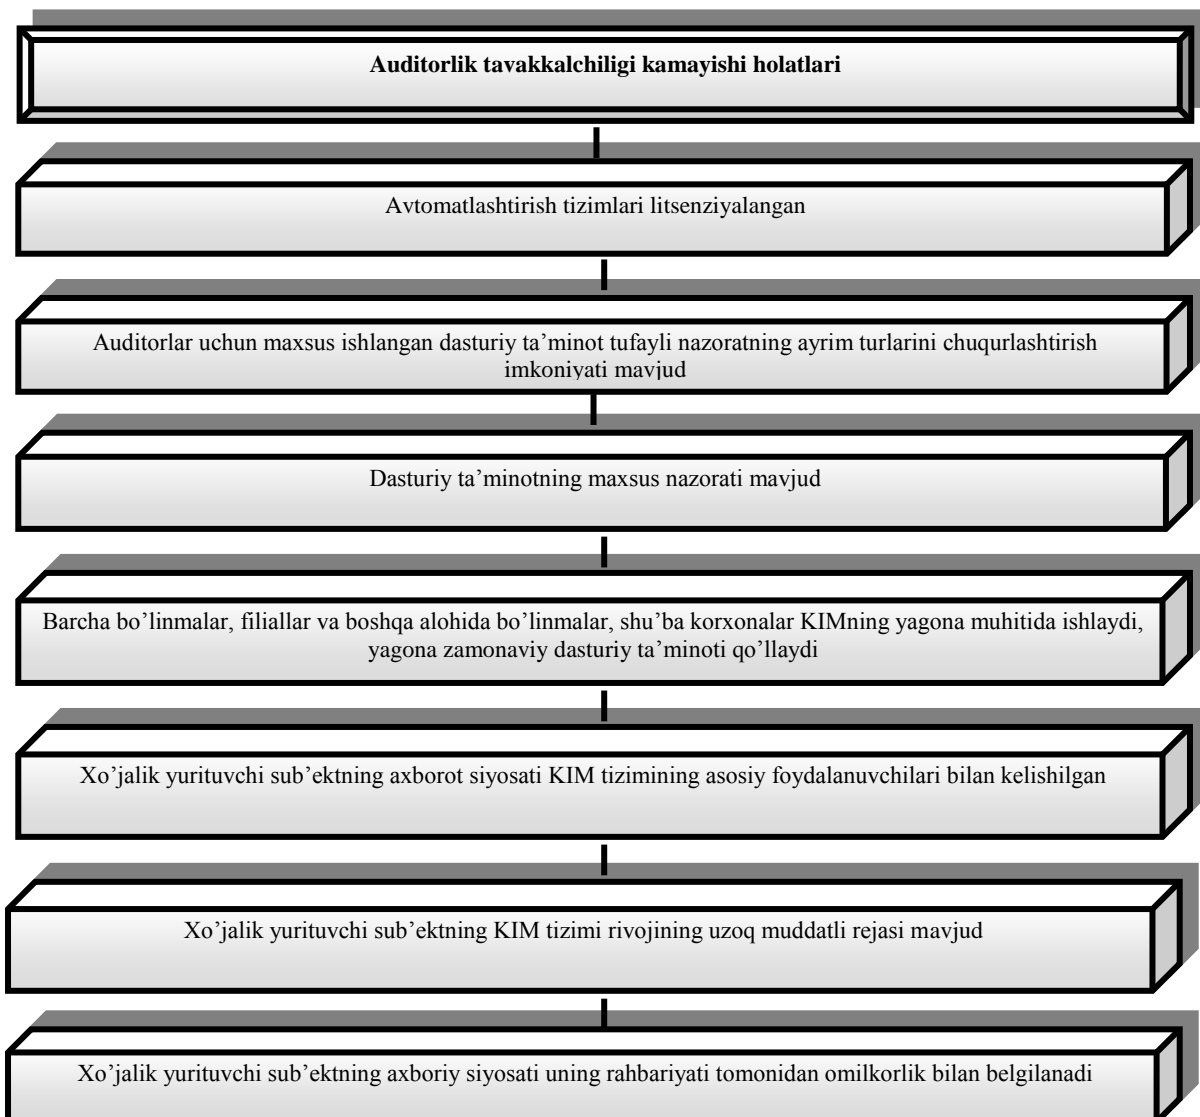 Auditorlik tavakkalchiligi kamayishi holatlari
Avtomatlashtirish tizimlari litsenziyalangan
Auditorlar uchun maxsus ishlangan dasturiy ta’minot tufayli nazoratning ayrim turlarini chuqurlashtirish
imkoniyati mavjud
Dasturiy ta’minotning maxsus nazorati mavjud
Barcha bo’linmalar, filiallar va boshqa alohida bo’linmalar, shu’ba korxonalar KIMning yagona muhitida ishlaydi,
yagona zamonaviy dasturiy ta’minoti qo’llaydi
Xo’jalik yurituvchi sub’ektning axborot siyosati KIM tizimining asosiy foydalanuvchilari bilan kelishilgan
Xo’jalik yurituvchi sub’ektning KIM tizimi rivojining uzoq muddatli rejasi mavjud
Xo’jalik yurituvchi sub’ektning axboriy siyosati uning rahbariyati tomonidan omilkorlik bilan belgilanadi